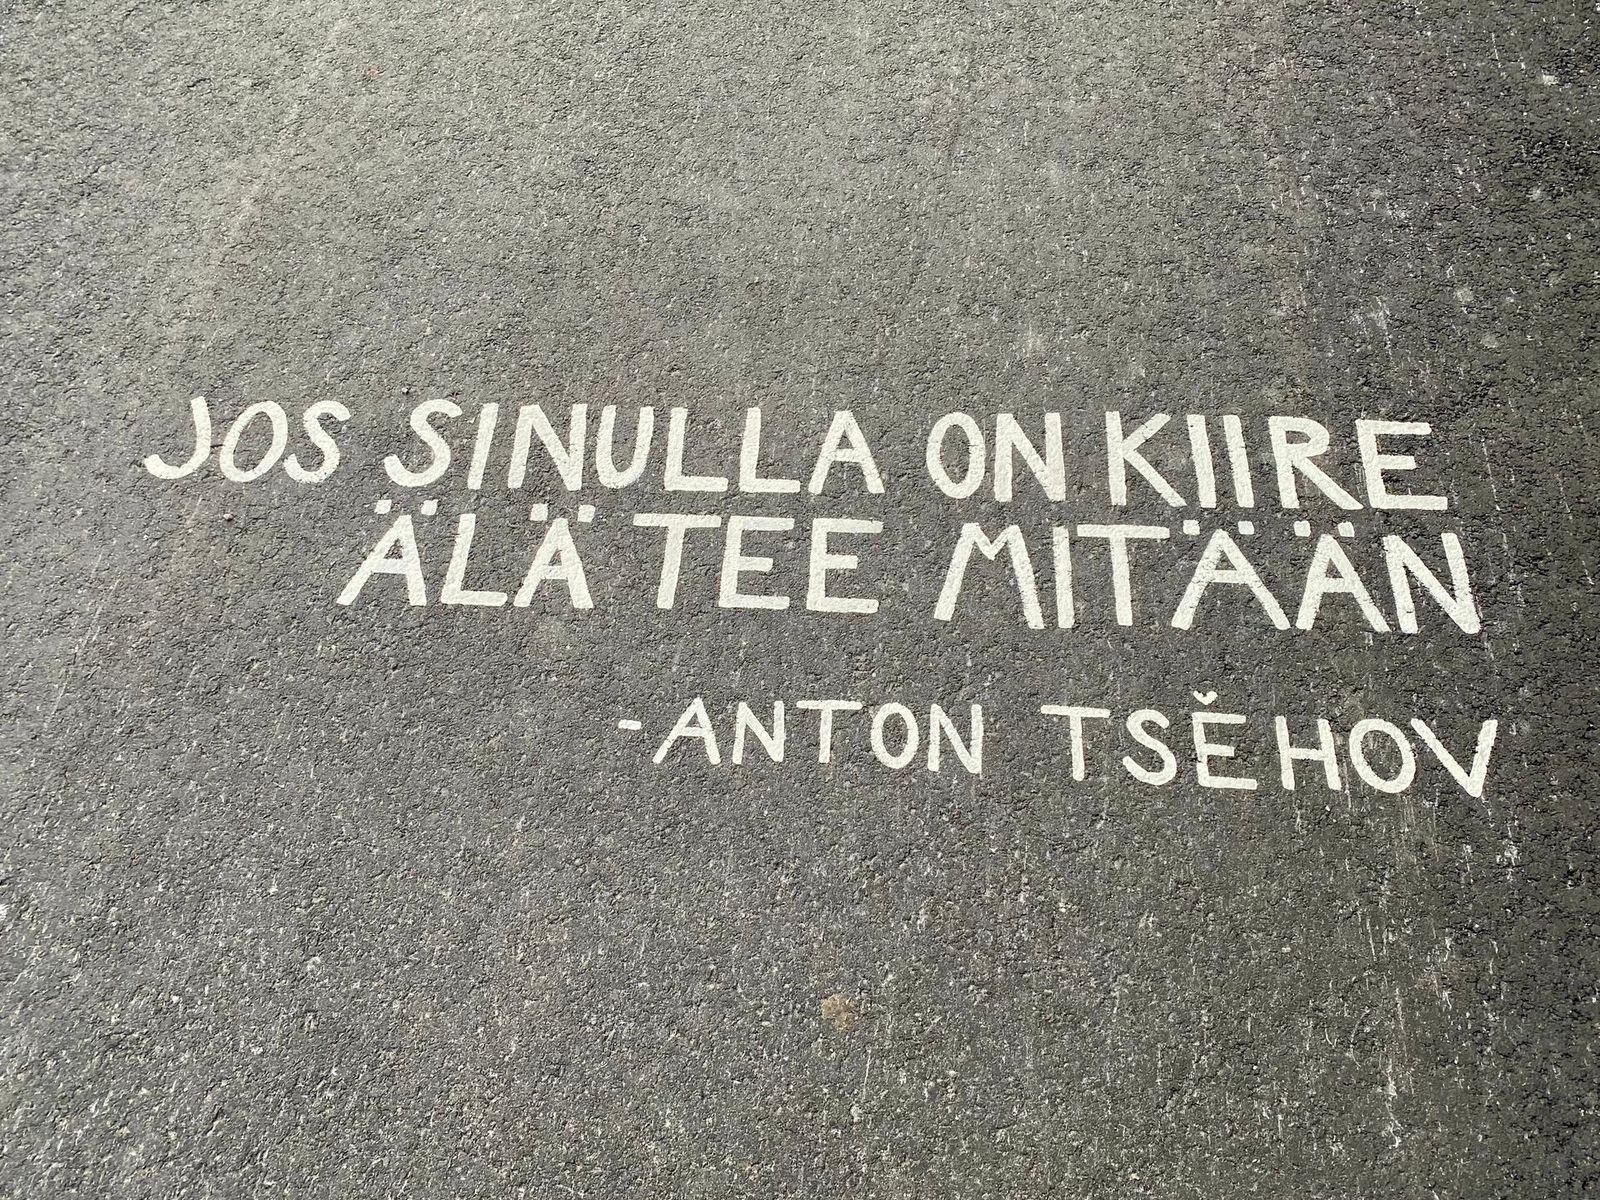 JOS SINULLA ON KIIRE
ÄLÄ TEE MITÄÄN
-ANTON TSĚHOV